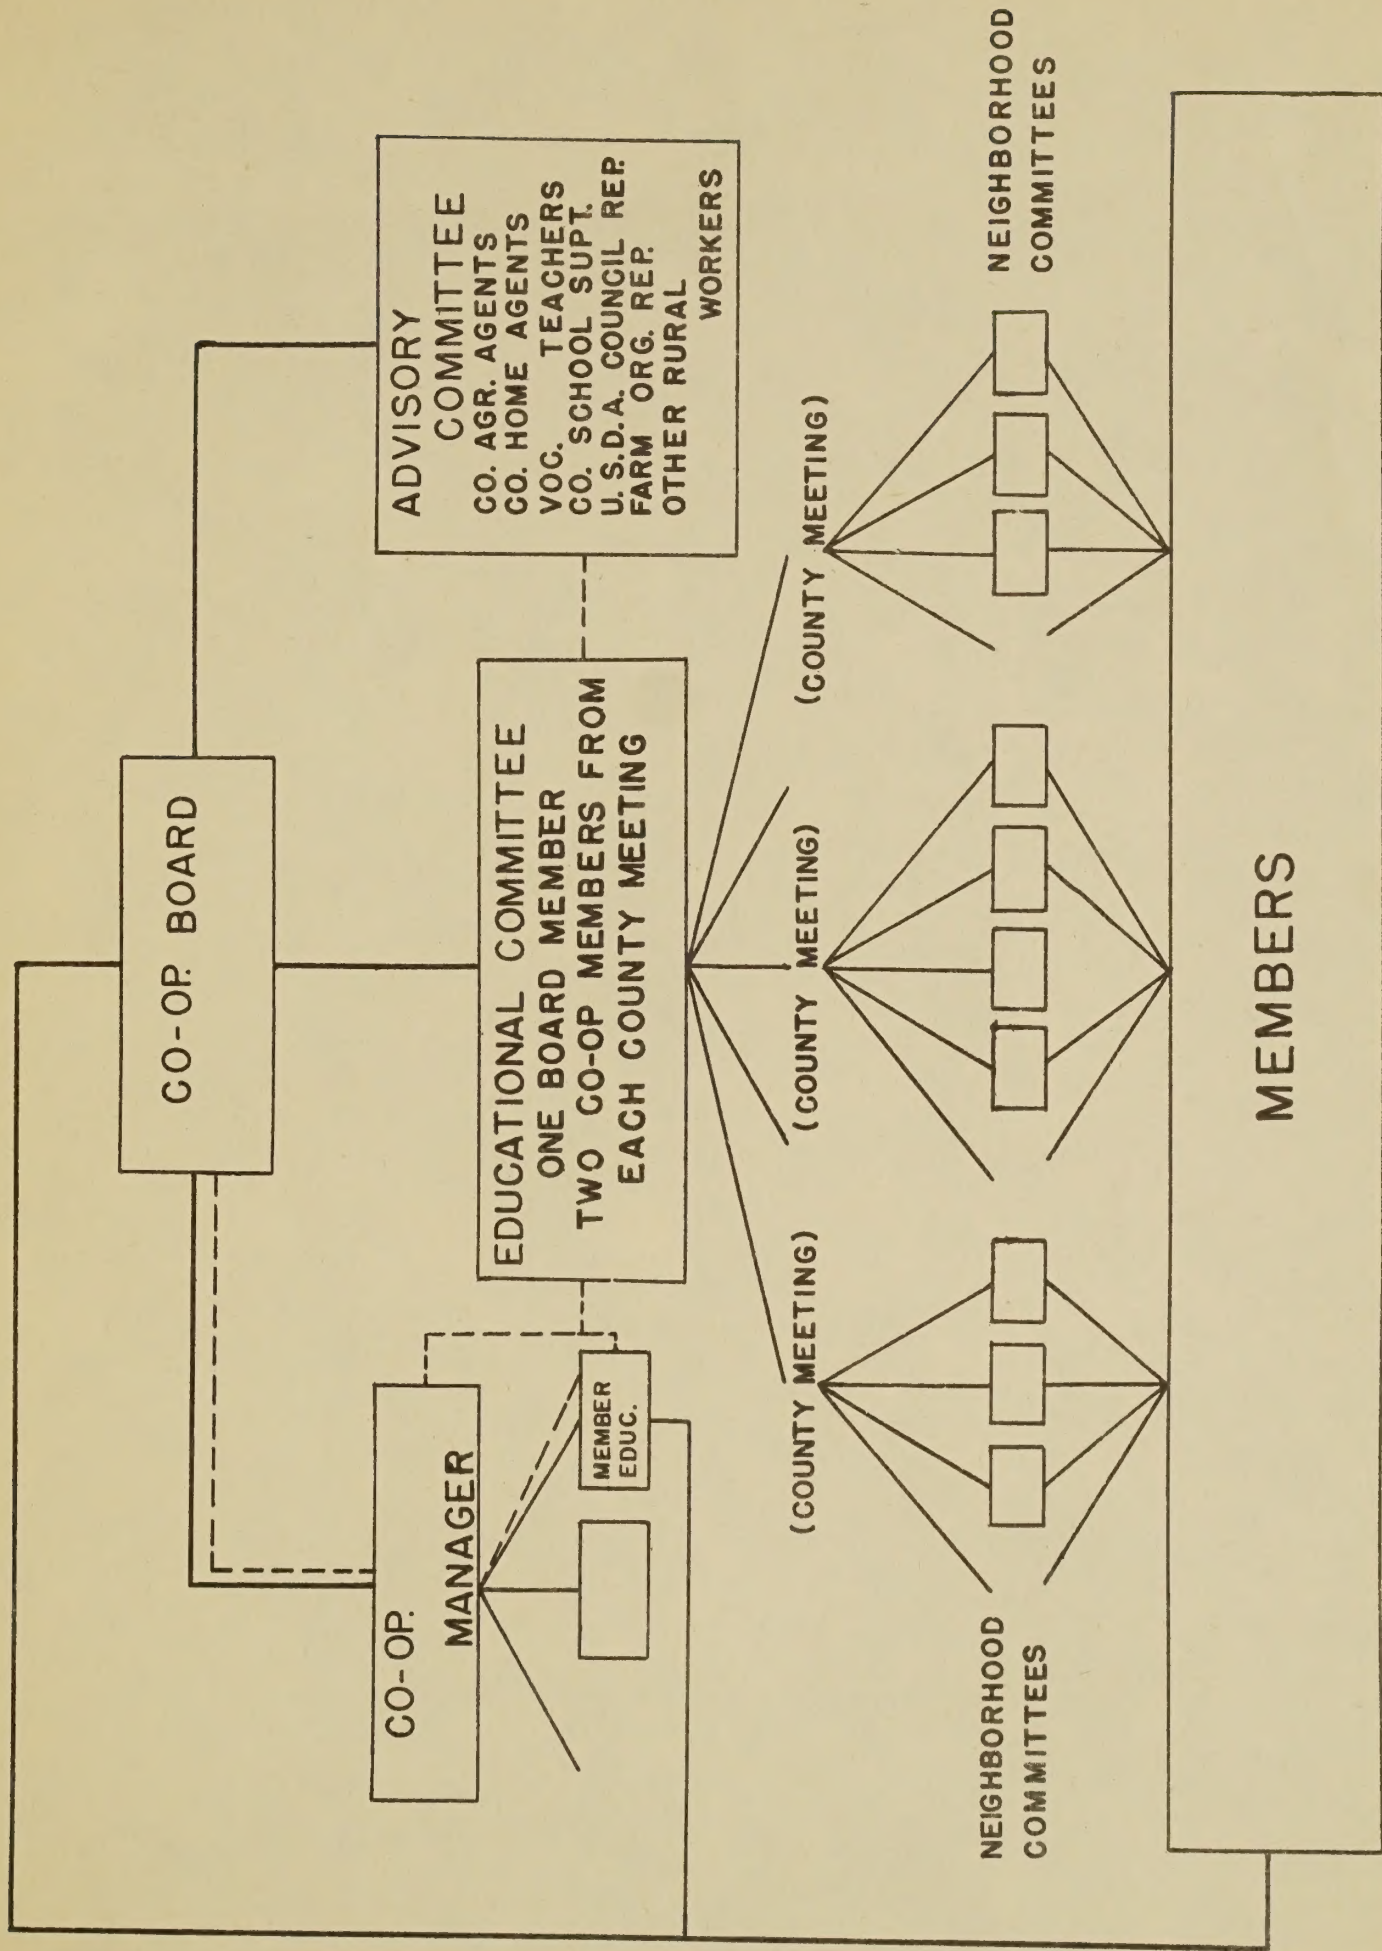 CO-OP. BOARD
CO-OP.
MANAGER
MEMBER
EDUC.
EDUCATIONAL COMMITTEE
ONE BOARD MEMBER
TWO CO-OP MEMBERS FROM
EACH COUNTY MEETING
ADVISORY
COMMITTEE
CO. AGR. AGENTS
CO. HOME AGENTS
VOC. TEACHERS
CO. SCHOOL SUPT.
U.S.D.A. COUNCIL REP.
FARM ORG. REP.
OTHER RURAL
WORKERS
(COUNTY MEETING)
(COUNTY MEETING)
(COUNTY MEETING)
NEIGHBORHOOD
COMMITTEES
NEIGHBORHOOD
COMMITTEES
MEMBERS